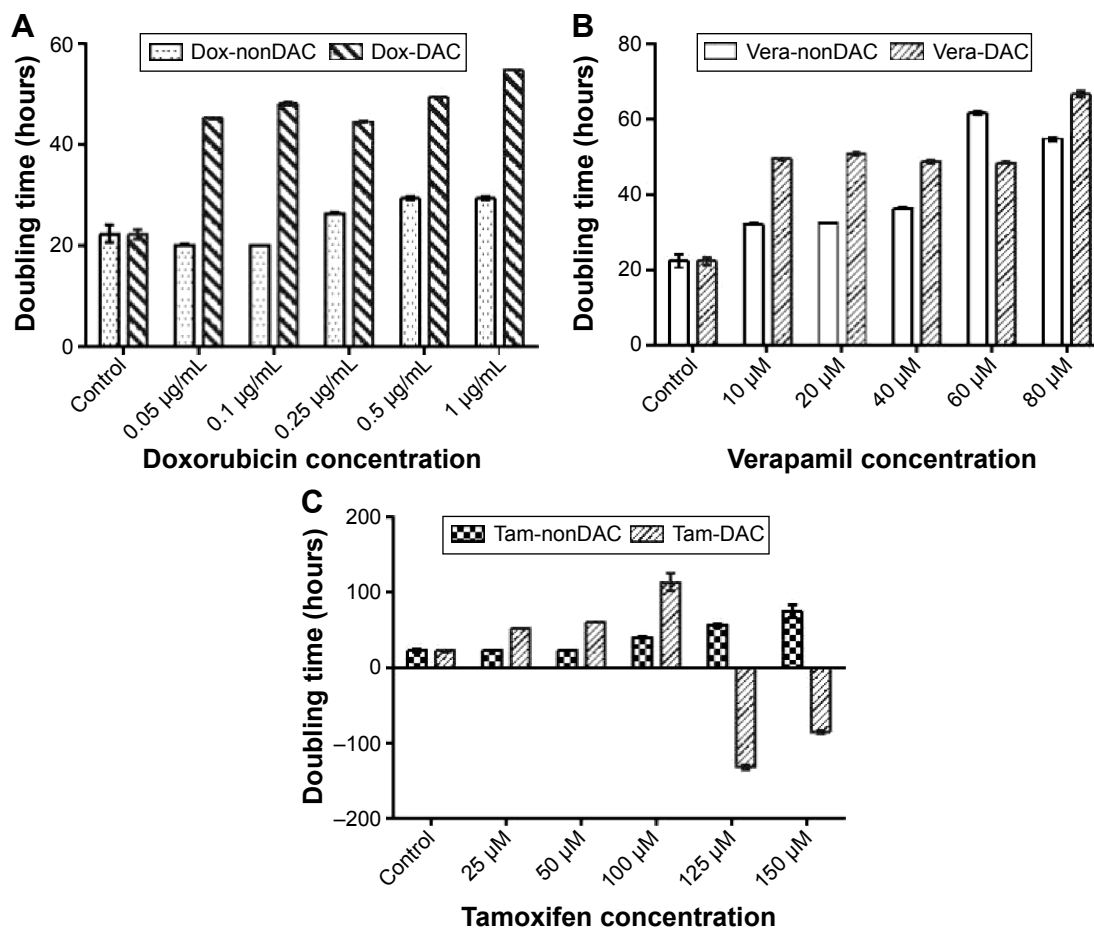 A
Doubling time (hours)
60
40
20
0
Dox-nonDAC Dox-DAC
Control 0.05 µg/mL 0.1 µg/mL 0.25 µg/mL 0.5 µg/mL 1 µg/mL
Doxorubicin concentration
B
Doubling time (hours)
80
60
40
20
0
Vera-nonDAC Vera-DAC
Control 10 µM 20 µM 40 µM 60 µM 80 µM
Verapamil concentration
C
Doubling time (hours)
200
100
0
–100
–200
Tam-nonDAC Tam-DAC
Control 25 µM 50 µM 100 µM 125 µM 150 µM
Tamoxifen concentration